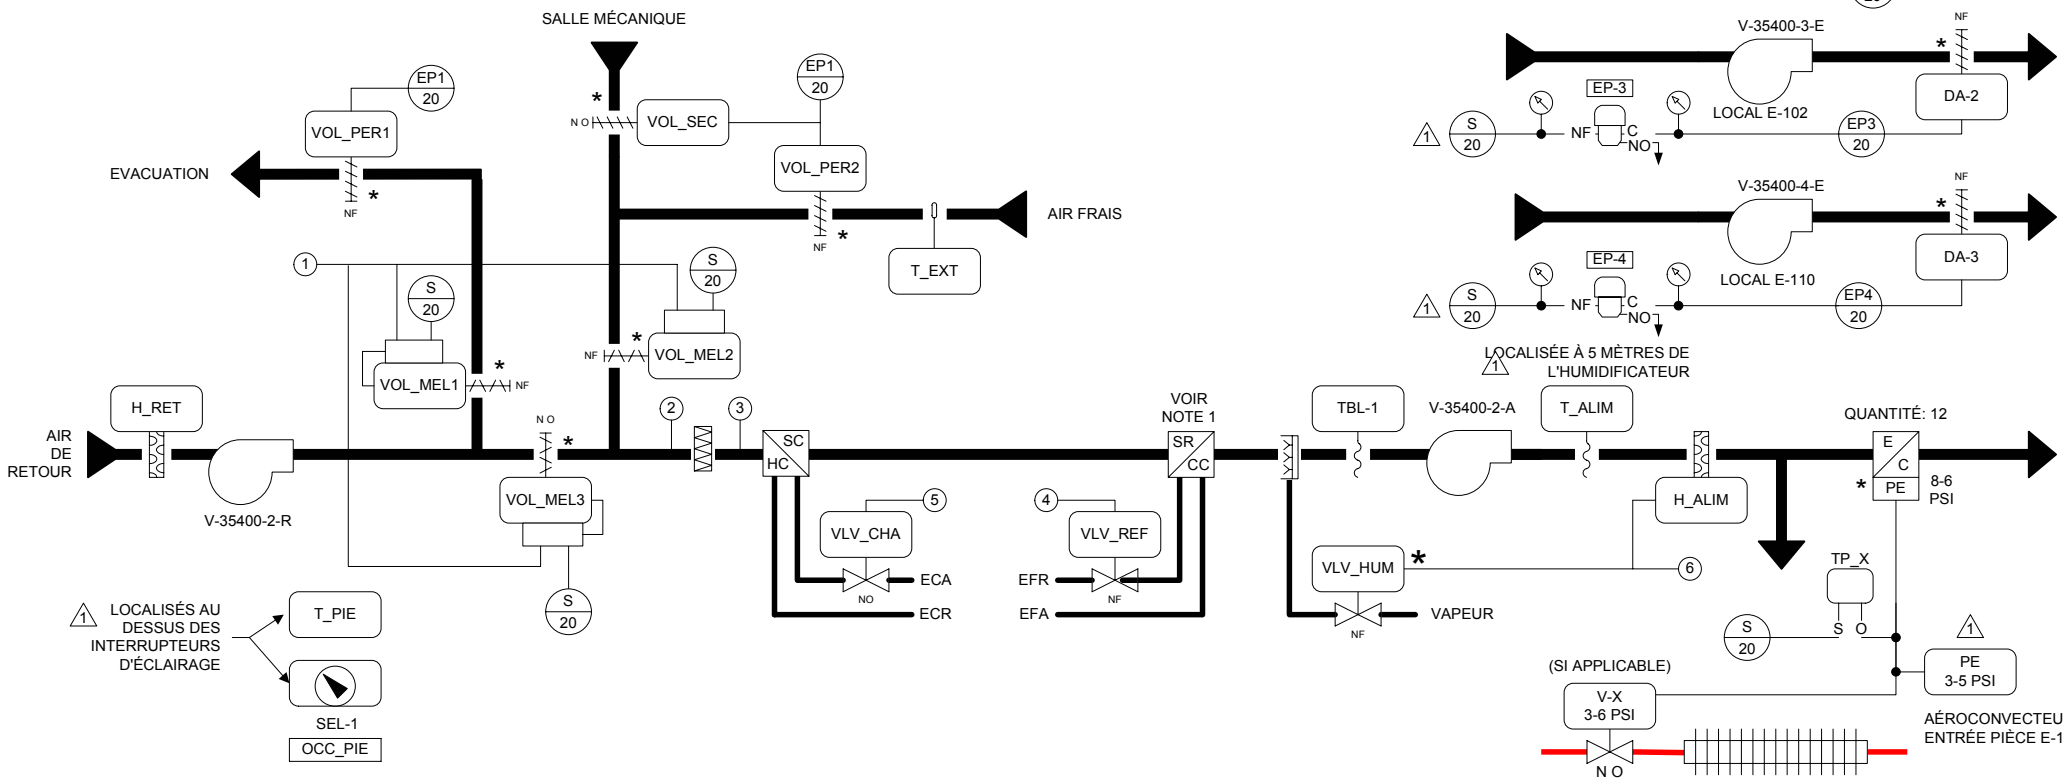 SALLE MÉCANIQUE
EP1
20
VOL_PER1
NF
*
EVACUATION
*
N O
VOL_SEC
EP1
20
VOL_PER2
NF
*
AIR FRAIS
T_EXT
1
S
20
VOL_MEL1
*
NF
S
20
VOL_MEL2
NF
*
H_RET
AIR
DE
RETOUR
V-35400-2-R
N O
*
VOL_MEL3
S
20
2
3
SC
HC
VLV_CHA
5
NO
ECA
ECR
VOIR
NOTE 1
SR
CC
4
VLV_REF
NF
EFR
EFA
TBL-1
V-35400-2-A
T_ALIM
1
LOCALISÉE À 5 MÈTRES DE
L'HUMIDIFICATEUR
H_ALIM
VLV_HUM
*
6
NF
VAPEUR
QUANTITÉ: 12
E
C
PE
*
8-6
PSI
TP_X
S O
S
20
1
PE
3-5 PSI
(SI APPLICABLE)
V-X
3-6 PSI
N O
AÉROCONVECTEU
ENTRÉE PIÈCE E-1
1
LOCALISÉS AU
DESSUS DES
INTERRUPTEURS
D'ÉCLAIRAGE
T_PIE
SEL-1
OCC_PIE
V-35400-3-E
NF
*
DA-2
LOCAL E-102
EP-3
1
S
20
NF
C
NO
EP3
20
V-35400-4-E
NF
*
DA-3
LOCAL E-110
EP-4
1
S
20
NF
C
NO
EP4
20